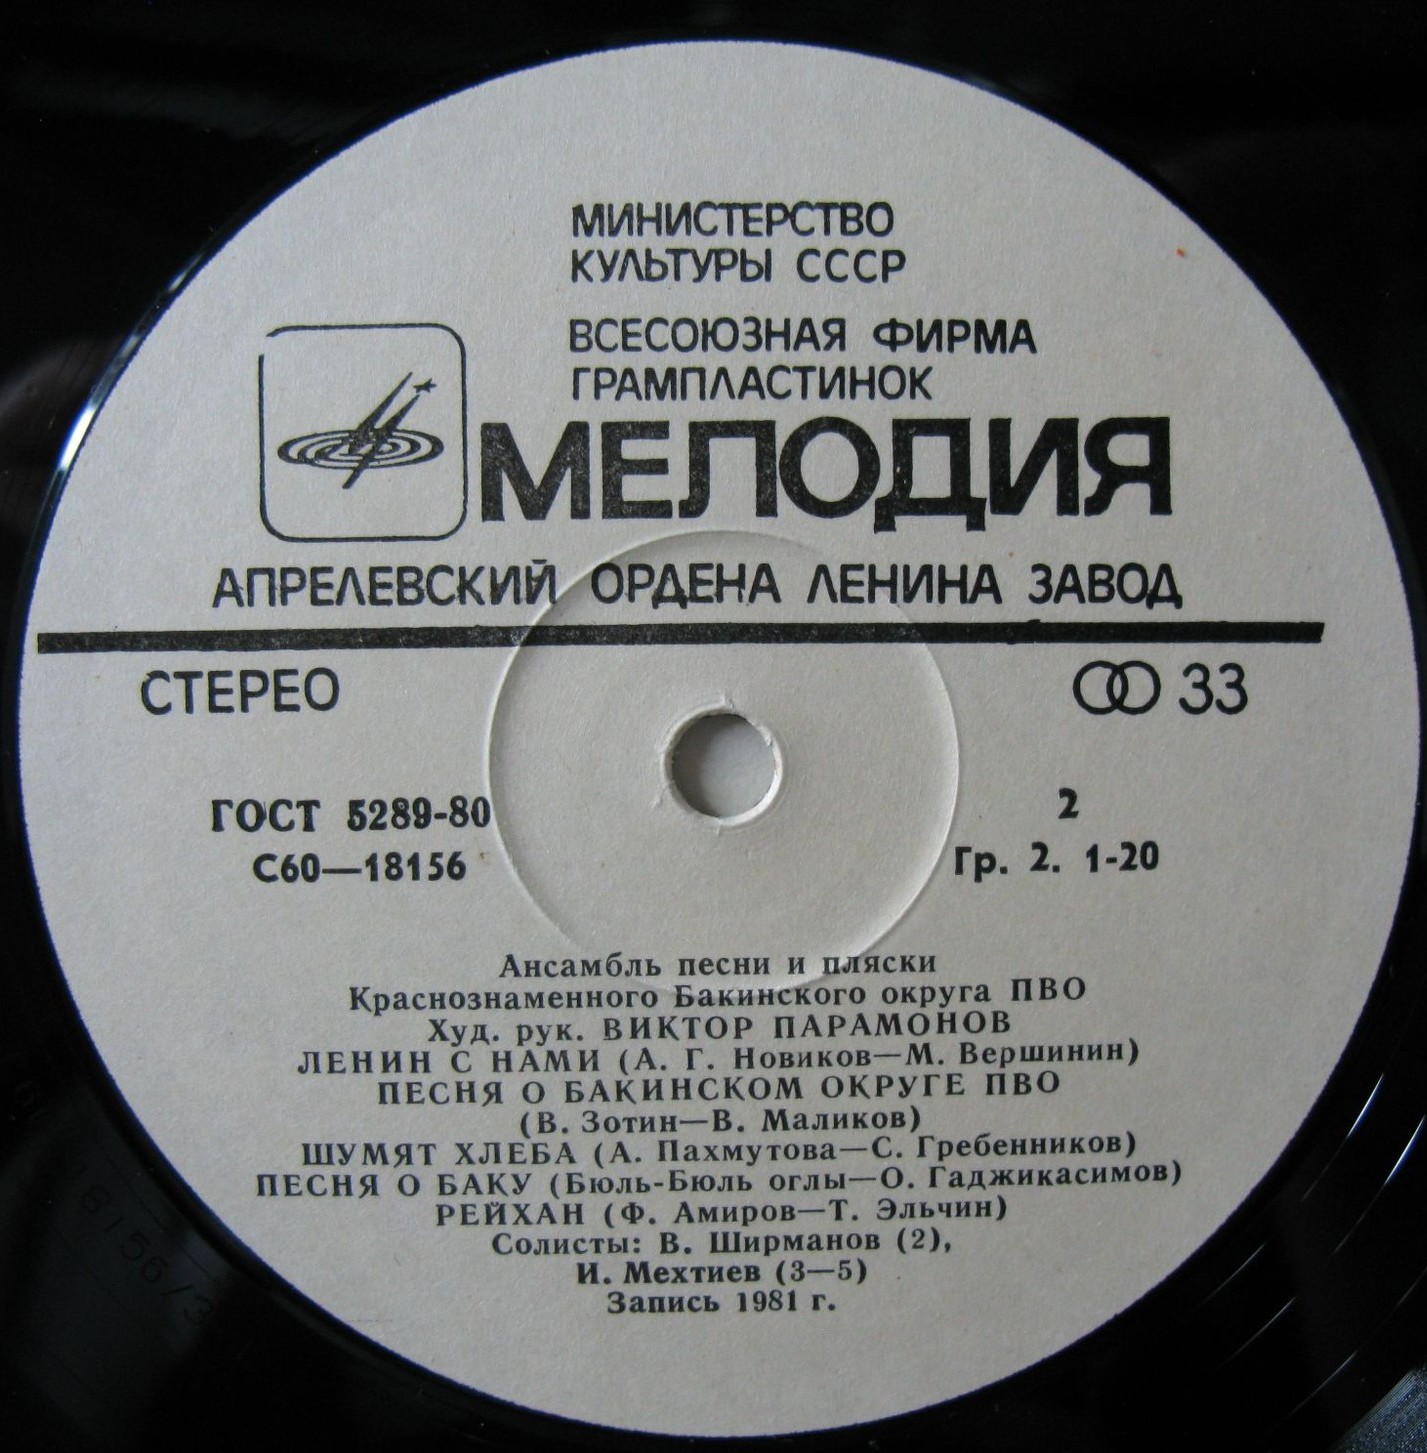 МИНИСТЕРСТВО
КУЛЬТУРЫ СССР
ВСЕСОЮЗНАЯ ФИРМА
ГРАМПЛАСТИНОК
МЕЛОДИЯ
АПРЕЛЕВСКИЙ ОРДЕНА ЛЕНИНА ЗАВОД
СТЕРЕО 33
ГОСТ 5289-80 2
С60—18156 Гр. 2. 1-20
Ансамбль песни и пляски
Краснознаменного Бакинского округа ПВО
Худ. рук. ВИКТОР ПАРАМОНОВ
ЛЕНИН С НАМИ (А. Г. Новиков—М. Вершинин)
ПЕСНЯ О БАКИНСКОМ ОКРУГЕ ПВО
(В. Зотин—В. Маликов)
ШУМЯТ ХЛЕБА (А. Пахмутова—С. Гребенников)
ПЕСНЯ О БАКУ (Бюль-Бюль оглы—О. Гаджикасимов)
РЕЙХАН (Ф. Амиров—Т. Эльчин)
Солисты: В. Ширманов (2),
И. Мехтиев (3—5)
Запись 1981 г.